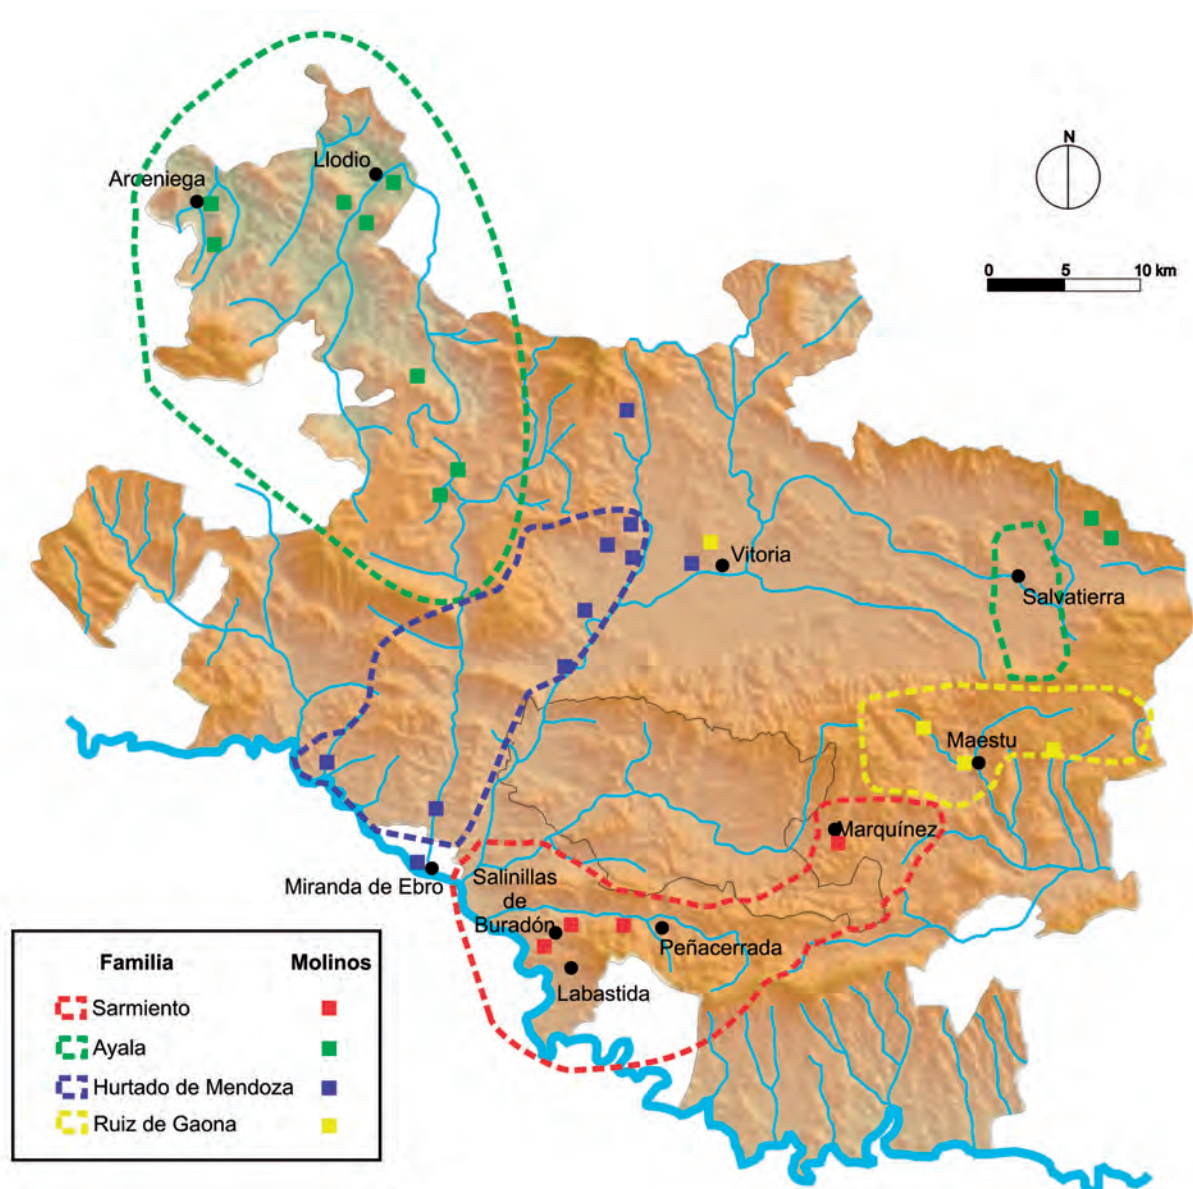 N
0 5 10 km
Llodio
Arceniega
Vitoria
Salvatierra
Maestu
Marquínez
Miranda de Ebro
Salinillas
de
Buradón
Peñacerrada
Labastida
Familia Molinos
Sarmiento
Ayala
Hurtado de Mendoza
Ruiz de Gaona